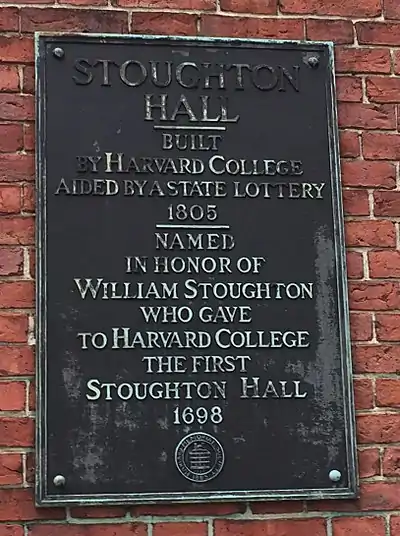 STOUGHTON
HALL
BUILT
BY HARVARD COLLEGE
AIDED BY A STATE LOTTERY
1805
NAMED
IN HONOR OF
WILLIAM STOUGHTON
WHO GAVE
TO HARVARD COLLEGE
THE FIRST
STOUGHTON HALL
1698